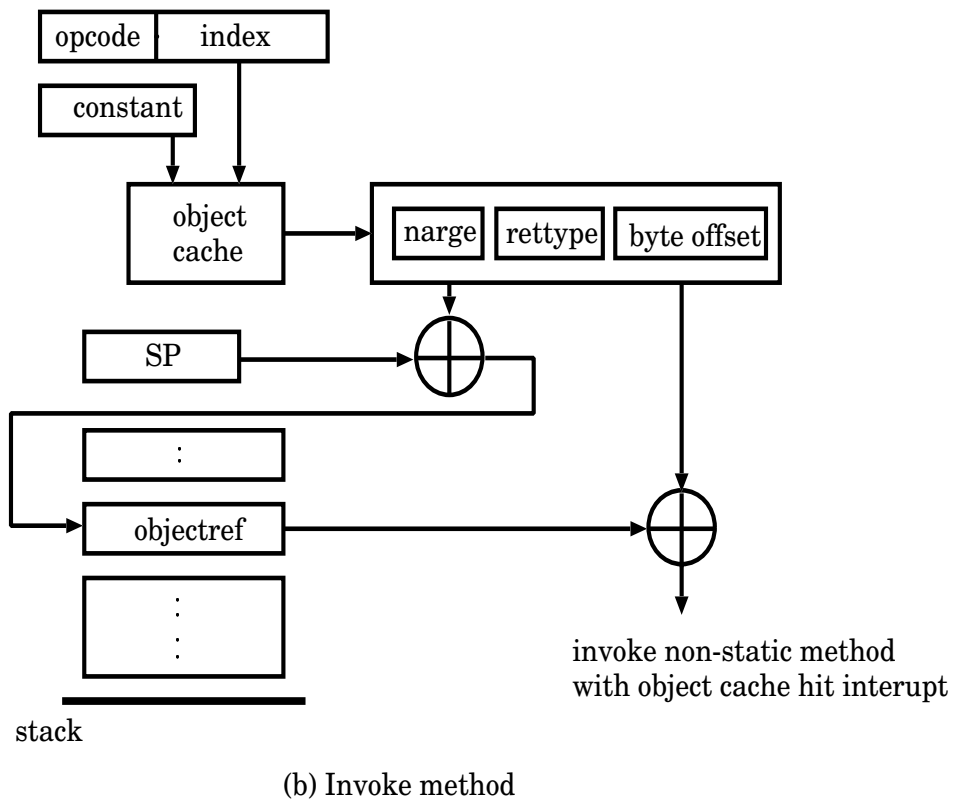 opcode index
constant
object
cache
narge rettype byte offset
SP
:
objectref
:
:
invoke non-static method
with object cache hit interupt
stack
(b) Invoke method